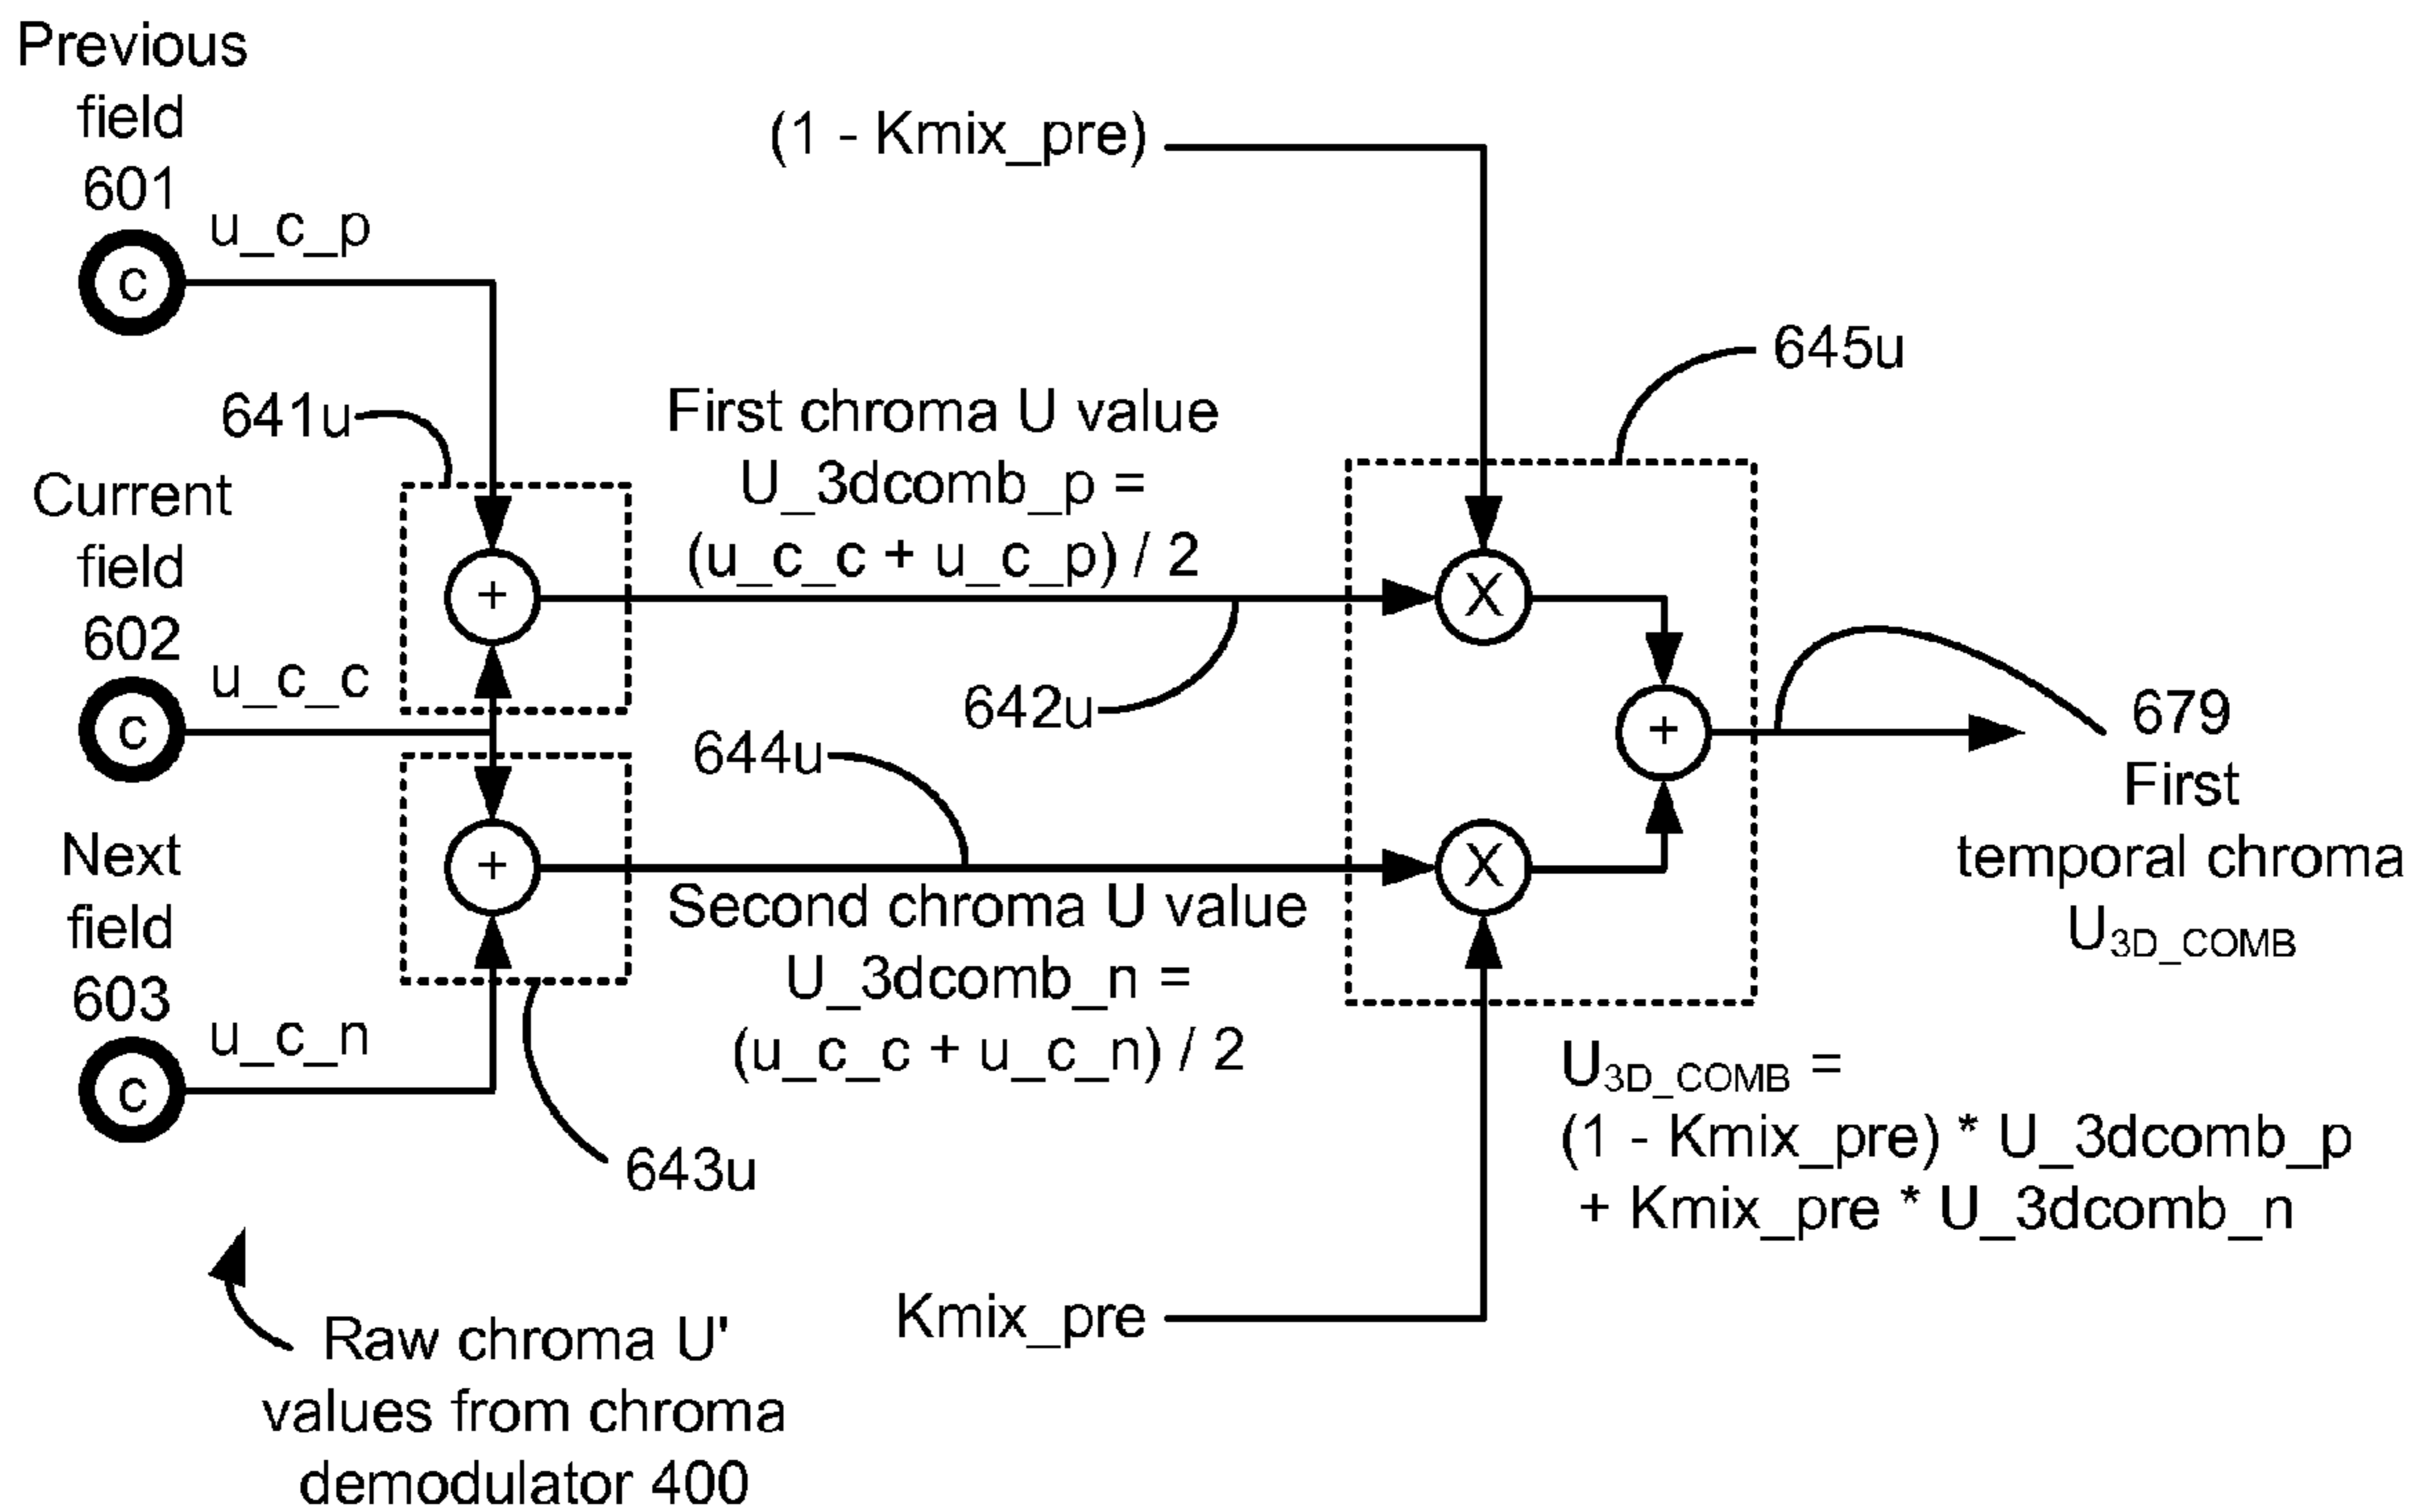 Previous
field
601
u_c_p
c
(1 - Kmix_pre)
645u
641u
First chroma U value
U_3dcomb_p =
(u_c_c + u_c_p) / 2
Current
field
602
u_c_c
c
+
X
642u
644u
+
679
First
temporal chroma
U3D_COMB
Next
field
603
u_c_n
c
+
X
Second chroma U value
U_3dcomb_n =
(u_c_c + u_c_n) / 2
643u
U3D_COMB =
(1 - Kmix_pre) * U_3dcomb_p
+ Kmix_pre * U_3dcomb_n
Kmix_pre
Raw chroma U'
values from chroma
demodulator 400